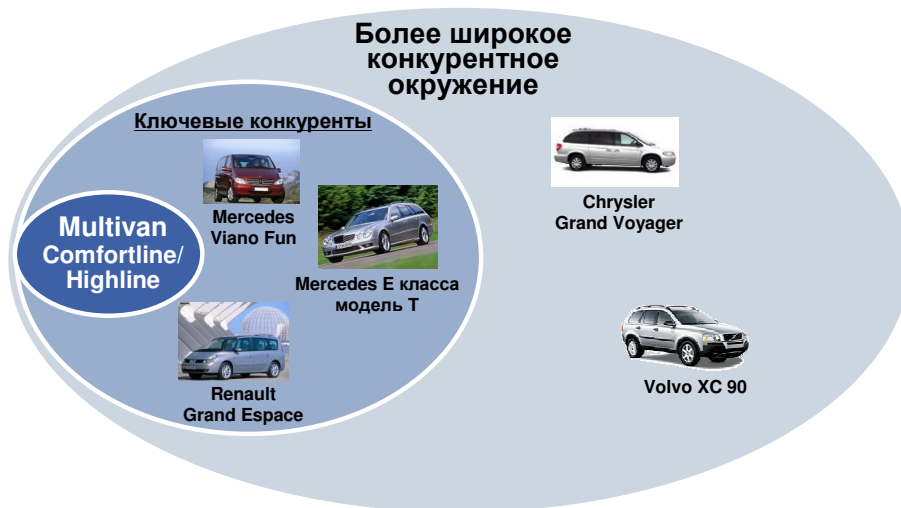 Более широкое
конкурентное
окружение
Ключевые конкуренты
Mercedes
Viano Fun
Multivan
Comfortline/
Highline
Mercedes E класса
модель T
Renault
Grand Espace
Chrysler
Grand Voyager
Volvo XC 90